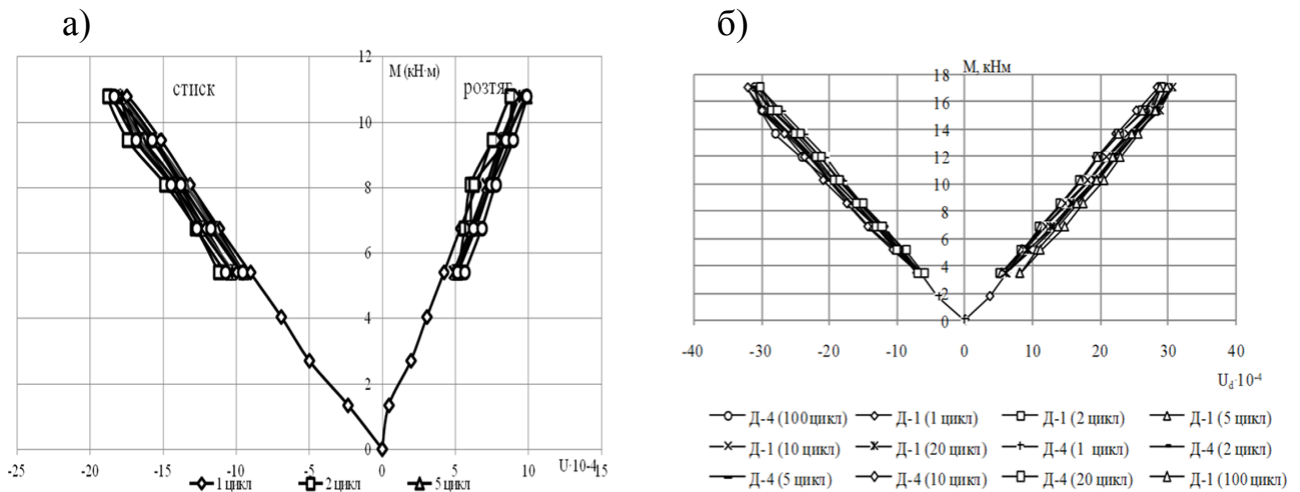 а)
б)
12
М (кН·м)
стиск
розтяг
10
8
6
4
2
0
-25 -20 -15 -10 -5 0 5 10 15
U·10-4
1 цикл 2 цикл 5 цикл
М, кНм
18
16
14
12
10
8
6
4
2
0
-40 -30 -20 -10 0 10 20 30 40
Ud·10-4
Д-4 (100 цикл) Д-1 (1 цикл) Д-1 (2 цикл) Д-1 (5 цикл)
Д-1 (10 цикл) Д-1 (20 цикл) Д-4 (1 цикл) Д-4 (2 цикл)
Д-4 (5 цикл) Д-4 (10 цикл) Д-4 (20 цикл) Д-1 (100 цикл)